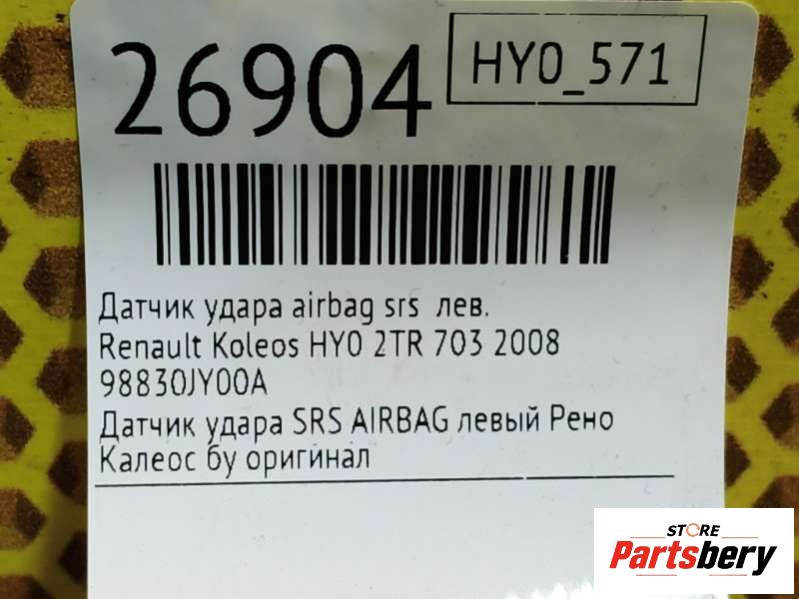 26904
HY0_571
Датчик удара airbag srs лев.
Renault Koleos HY0 2TR 703 2008
98830JY00A
Датчик удара SRS AIRBAG левый Рено
Калеос бу оригинал
STORE
Partsbery